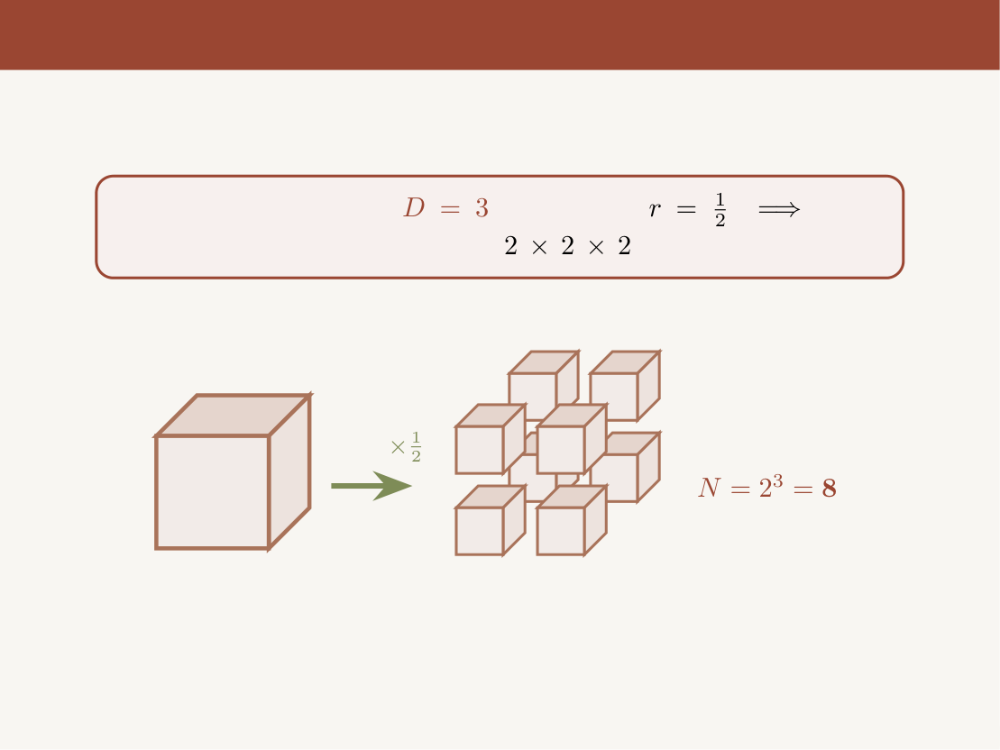 D = 3 r = 1/2 ⟹
2 × 2 × 2
×1/2
N = 2³ = 8